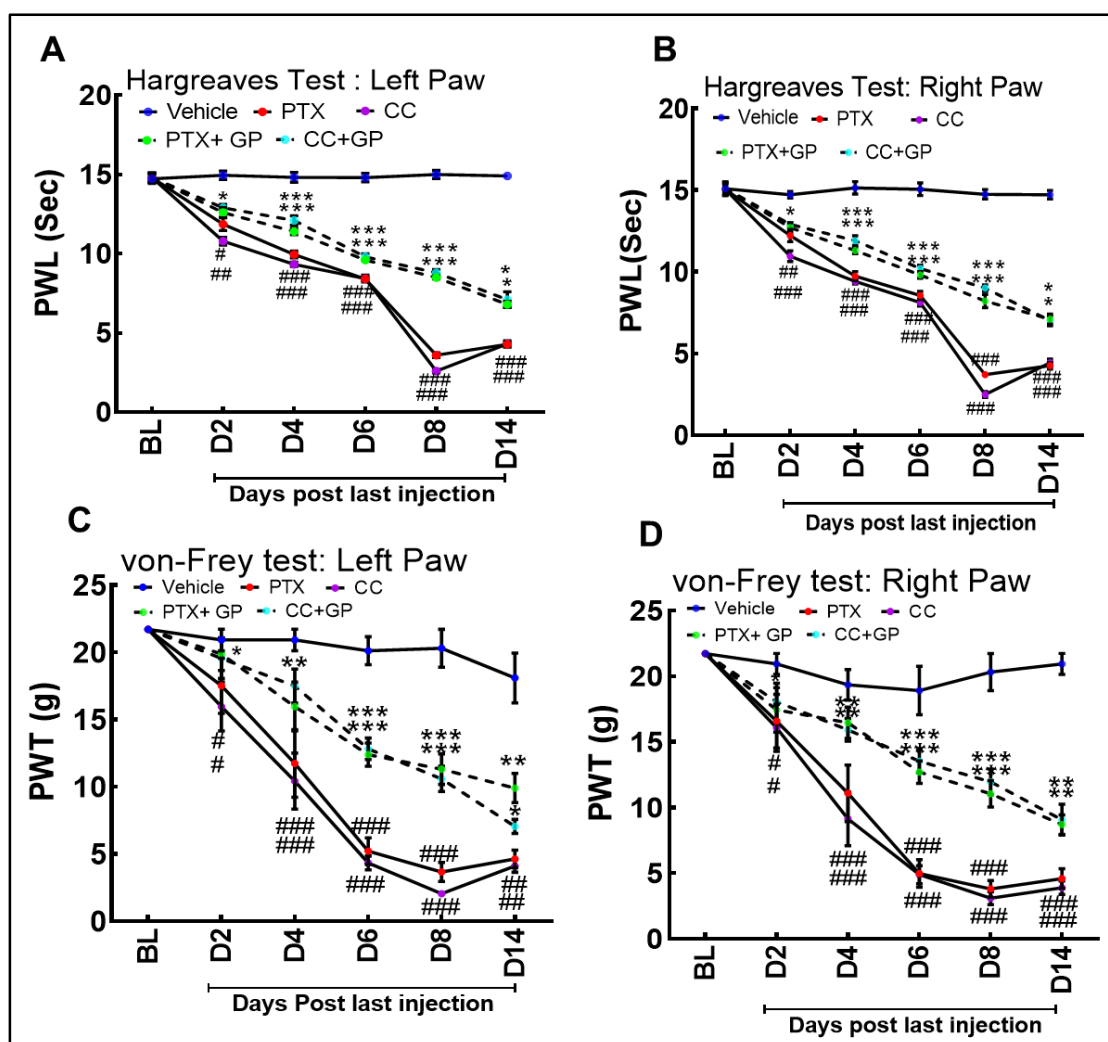 A
Hargreaves Test : Left Paw
Vehicle PTX CC
PTX+ GP CC+GP
PWL (Sec)
20
15
10
5
0
* *** *** *** *** *** *** * *
# ## ### ### ### ### ### ### ### ###
BL D2 D4 D6 D8 D14
Days post last injection
B
Hargreaves Test: Right Paw
Vehicle PTX CC
PTX+GP CC+GP
PWL(Sec)
20
15
10
5
0
* *** *** *** *** *** *** * *
## ### ### ### ### ### ### ### ### ###
BL D2 D4 D6 D8 D14
Days post last injection
C
von-Frey test: Left Paw
Vehicle PTX CC
PTX+ GP CC+GP
PWT (g)
25
20
15
10
5
0
* ** *** *** *** *** ** *
# # ### ### ### ### ### ### ## ##
BL D2 D4 D6 D8 D14
Days Post last injection
D
von-Frey test: Right Paw
Vehicle PTX CC
PTX+ GP CC+GP
PWT (g)
25
20
15
10
5
0
* ** ** *** *** *** *** ** **
# # ### ### ### ### ### ### ### ###
BL D2 D4 D6 D8 D14
Days post last injection